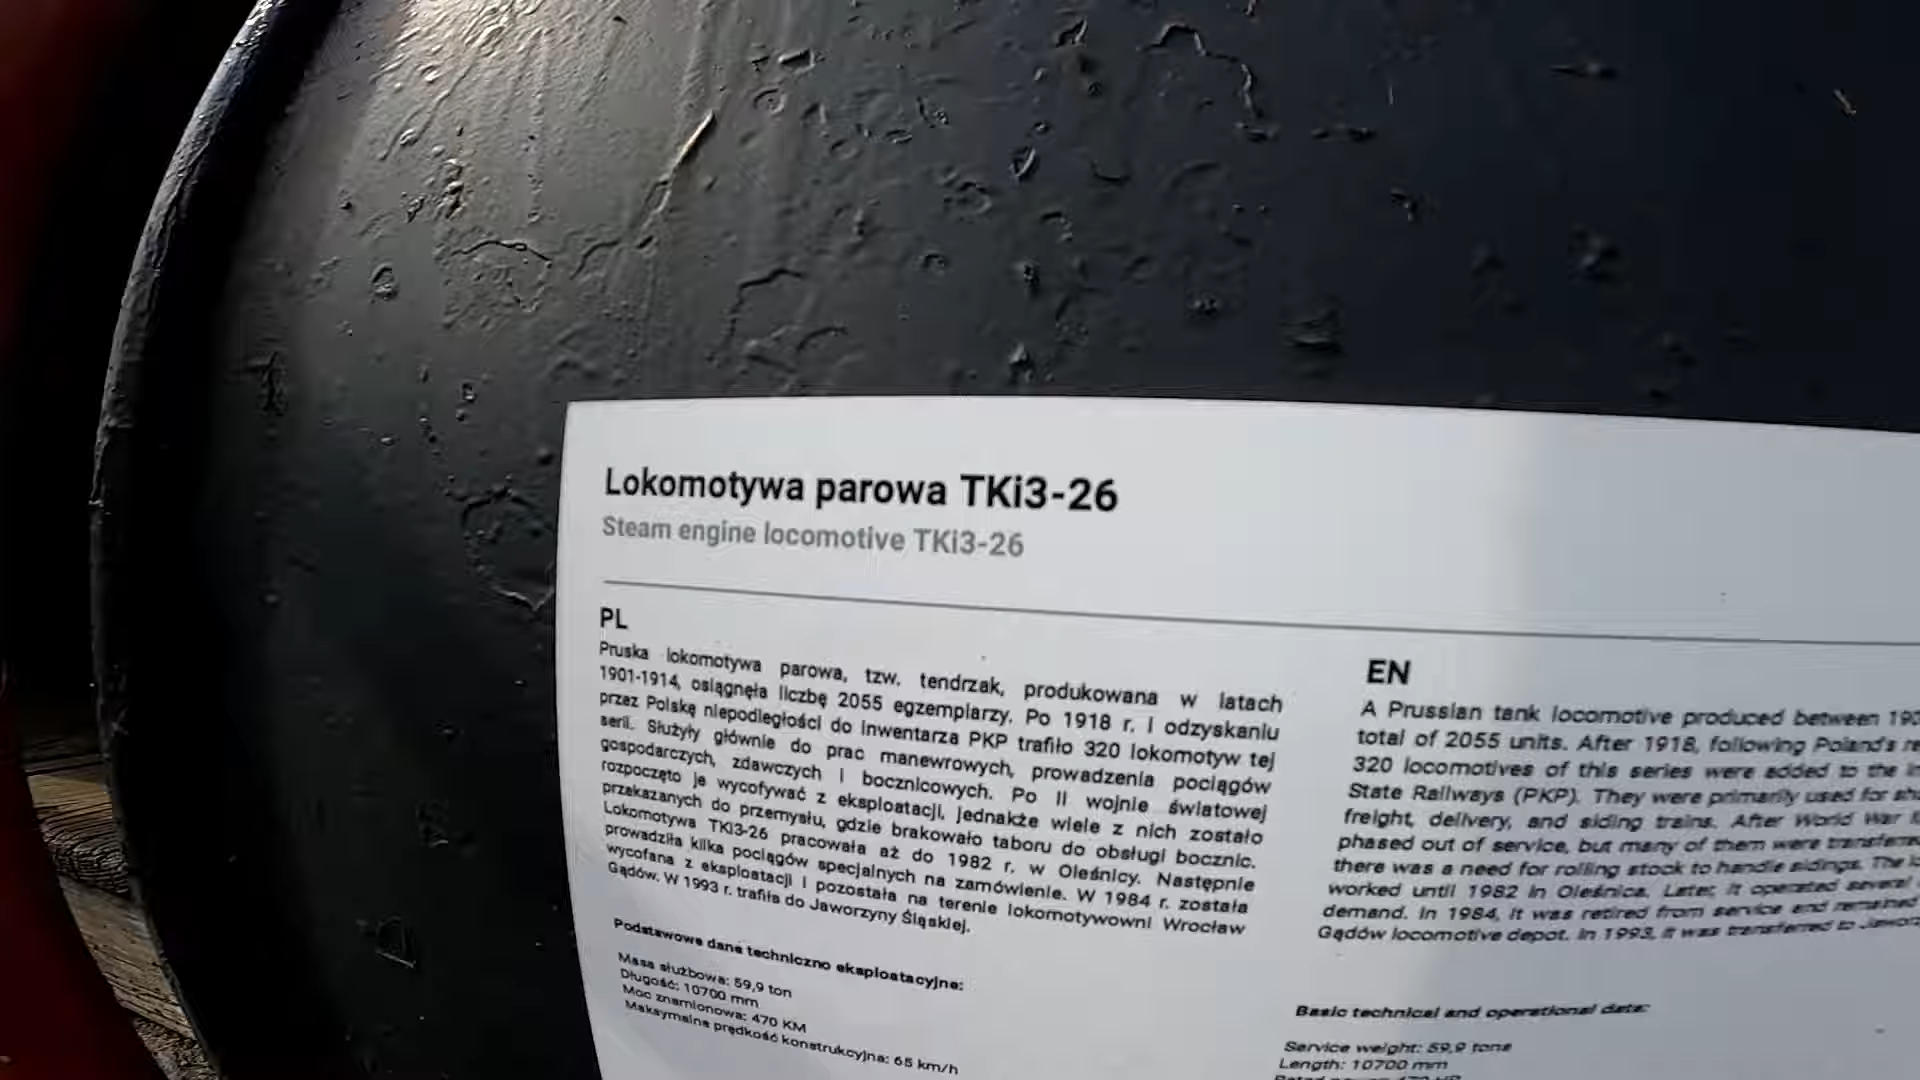 Lokomotywa parowa TKi3-26
Steam engine locomotive TKi3-26
PL
Pruska lokomotywa parowa, tzw. tendrzak, produkowana w latach
1901-1914, osiągnęła liczbę 2055 egzemplarzy. Po 1918 r. i odzyskaniu
przez Polskę niepodległości do inwentarza PKP trafiło 320 lokomotyw tej
serii. Służyły głównie do prac manewrowych, prowadzenia pociągów
gospodarczych, zdawczych i bocznicowych. Po II wojnie światowej
rozpoczęto je wycofywać z eksploatacji, jednakże wiele z nich zostało
przekazanych do przemysłu, gdzie brakowało taboru do obsługi bocznic.
Lokomotywa TKi3-26 pracowała aż do 1982 r. w Oleśnicy. Następnie
prowadziła kilka pociągów specjalnych na zamówienie. W 1984 r. została
wycofana z eksploatacji i pozostała na terenie lokomotywowni Wrocław
Gądów. W 1993 r. trafiła do Jaworzyny Śląskiej.
Podstawowe dane techniczno eksploatacyjne:
Masa służbowa: 59,9 ton
Długość: 10700 mm
Moc znamionowa: 470 KM
Maksymalna prędkość konstrukcyjna: 65 km/h
EN
A Prussian tank locomotive produced between
total of 2055 units. After 1918, following Poland's
320 locomotives of this series were added to the
State Railways (PKP). They were primarily used for
freight, delivery, and siding trains. After World War
phased out of service, but many of them were
there was a need for rolling stock to handle sidings. The
worked until 1982 in Oleśnica. Later, it operated several
demand. In 1984, it was retired from service and remained
Gądów locomotive depot. In 1993, it was transferred to
Basic technical and operational data:
Service weight: 59,9 tons
Length: 10700 mm